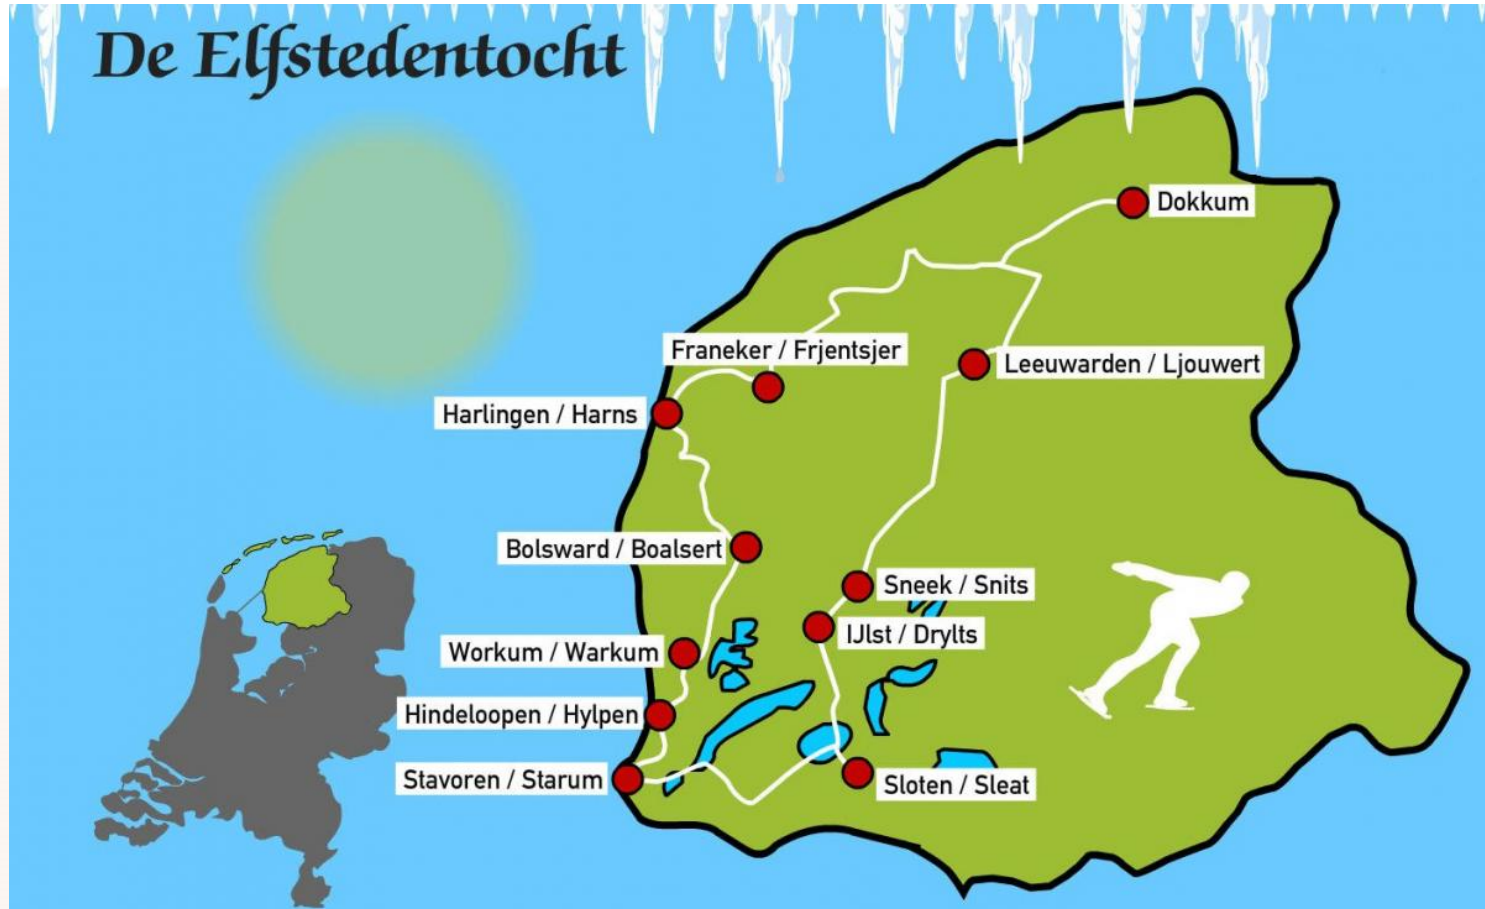 De Elfstedentocht
Dokkum
Franeker / Frjentsjer
Leeuwarden / Ljouwert
Harlingen / Harns
Bolsward / Boalsert
Sneek / Snits
IJlst / Drylts
Workum / Warkum
Hindeloopen / Hylpen
Stavoren / Starum
Sloten / Sleat